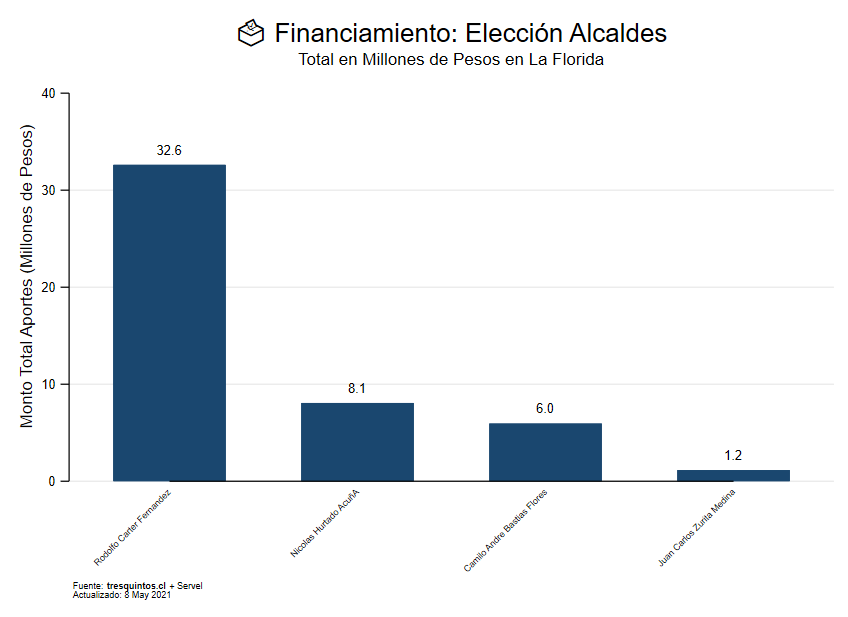 🗳 Financiamiento: Elección Alcaldes
Total en Millones de Pesos en La Florida
Monto Total Aportes (Millones de Pesos)
40
30
20
10
0
32.6
8.1
6.0
1.2
Rodolfo Carter Fernandez
Nicolas Hurtado AcuñA
Camilo Andre Bastias Flores
Juan Carlos Zurita Medina
Fuente: tresquintos.cl + Servel
Actualizado: 8 May 2021